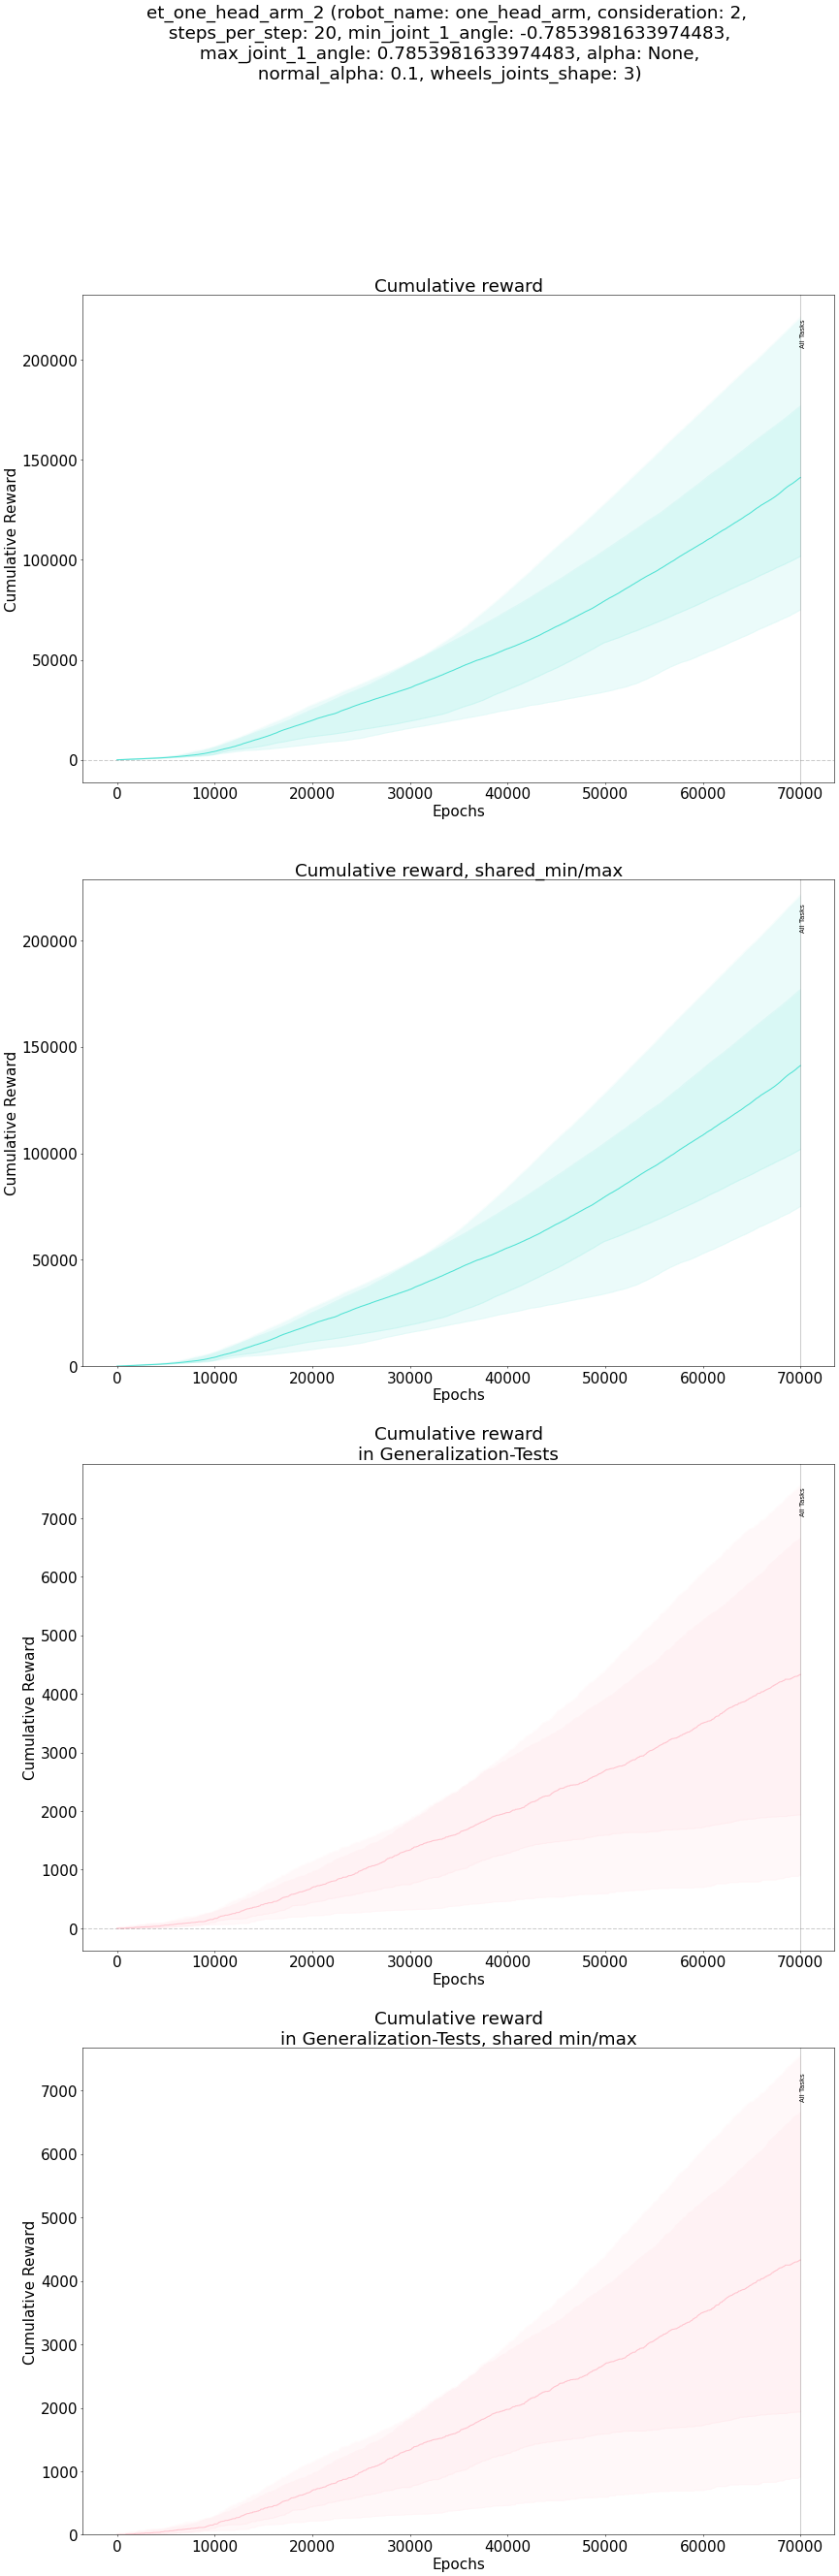 et_one_head_arm_2 (robot_name: one_head_arm, consideration: 2,
steps_per_step: 20, min_joint_1_angle: -0.7853981633974483,
max_joint_1_angle: 0.7853981633974483, alpha: None,
normal_alpha: 0.1, wheels_joints_shape: 3)
Cumulative reward
All Tasks
200000
150000
100000
50000
0
Cumulative Reward
0 10000 20000 30000 40000 50000 60000 70000
Epochs
Cumulative reward, shared_min/max
All Tasks
200000
150000
100000
50000
0
Cumulative Reward
0 10000 20000 30000 40000 50000 60000 70000
Epochs
Cumulative reward
in Generalization-Tests
All Tasks
7000
6000
5000
4000
3000
2000
1000
0
Cumulative Reward
0 10000 20000 30000 40000 50000 60000 70000
Epochs
Cumulative reward
in Generalization-Tests, shared min/max
All Tasks
7000
6000
5000
4000
3000
2000
1000
0
Cumulative Reward
0 10000 20000 30000 40000 50000 60000 70000
Epochs